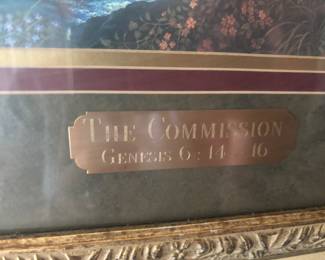 THE COMMISSION
GENESIS 6:14 - 16